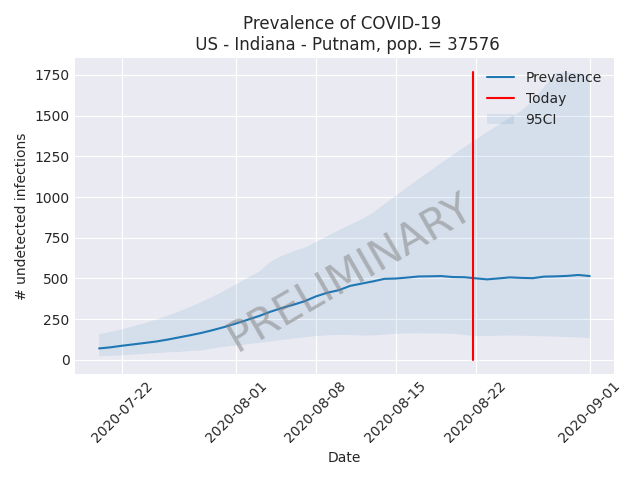 Prevalence of COVID-19
US - Indiana - Putnam, pop. = 37576
# undetected infections
1750
1500
1250
1000
750
500
250
0
Prevalence
Today
95CI
PRELIMINARY
2020-07-22
2020-08-01
2020-08-08
2020-08-15
2020-08-22
2020-09-01
Date